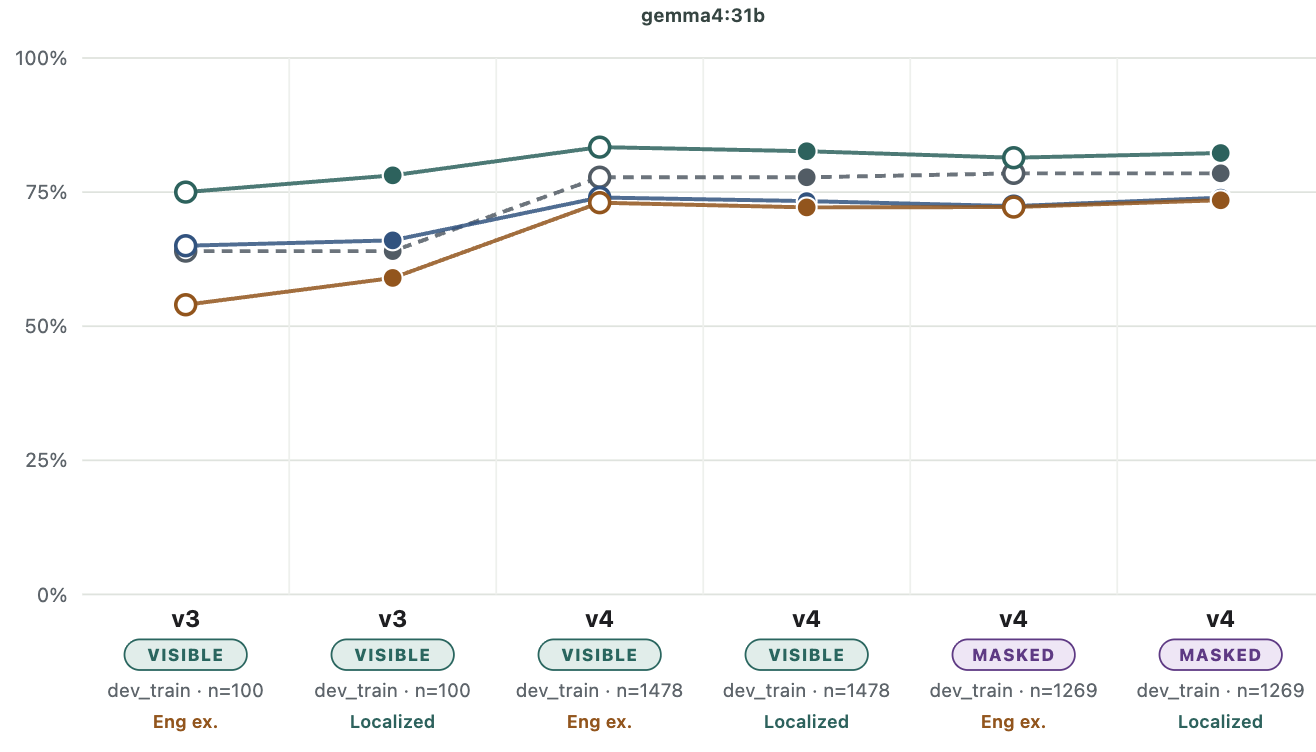 gemma4:31b
100%
75%
50%
25%
0%
v3 v3 v4 v4 v4 v4
VISIBLE VISIBLE VISIBLE VISIBLE MASKED MASKED
dev_train · n=100 dev_train · n=100 dev_train · n=1478 dev_train · n=1478 dev_train · n=1269 dev_train · n=1269
Eng ex. Localized Eng ex. Localized Eng ex. Localized